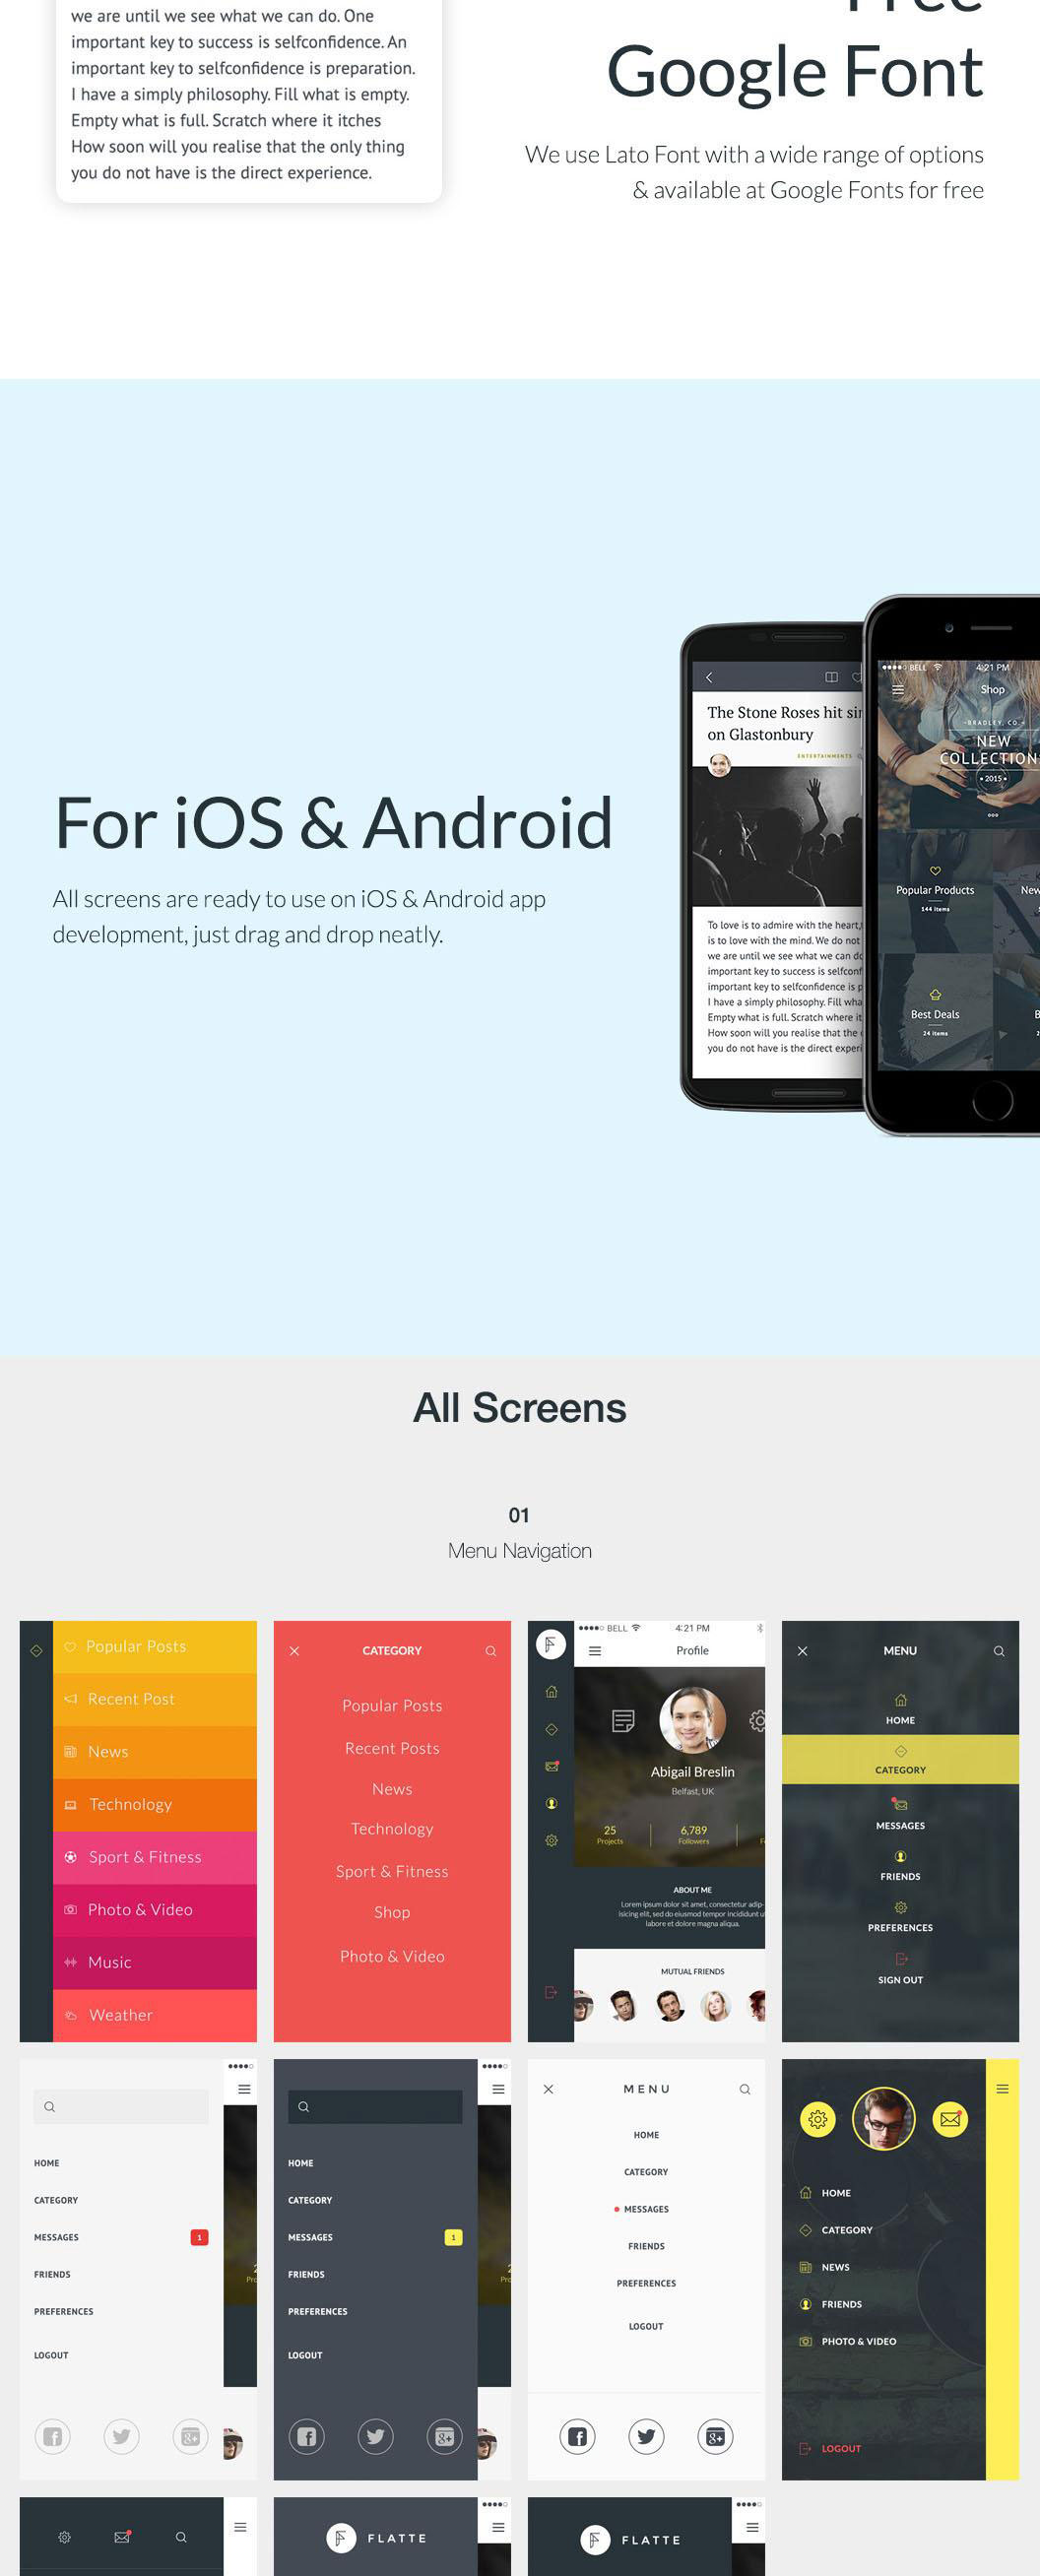 we are until we see what we can do. One
important key to success is selfconfidence. An
important key to selfconfidence is preparation.
I have a simply philosophy. Fill what is empty.
Empty what is full. Scratch where it itches
How soon will you realise that the only thing
you do not have is the direct experience.
Free
Google Font
We use Lato Font with a wide range of options
& available at Google Fonts for free
For iOS & Android
All screens are ready to use on iOS & Android app
development, just drag and drop neatly.
The Stone Roses hit
on Glastonbury
ENTERTAINMENTS
To love is to admire with the heart,
is to love with the mind. We do not
we are until we see what we can do
important key to success is selfconf
important key to selfconfidence is p
I have a simply philosophy. Fill wha
Empty what is full. Scratch where it
How soon will you realise that the
you do not have is the direct experi
BELL
4:21 PM
Shop
BRADLEY, CO.
NEW
COLLECTION
• 2015 •
Popular Products
144 Items
New
Best Deals
24 Items
B
2
All Screens
01
Menu Navigation
Popular Posts
Recent Post
News
Technology
Sport & Fitness
Photo & Video
Music
Weather
CATEGORY
Popular Posts
Recent Posts
News
Technology
Sport & Fitness
Shop
Photo & Video
F
BELL
4:21 PM
Profile
Abigail Breslin
Belfast, UK
25
Projects
6,789
Followers
F
ABOUT ME
Lorem ipsum dolor sit amet, consectetur adip-
isicing elit, sed do eiusmod tempor incididunt u
labore et dolore magna aliqua.
MUTUAL FRIENDS
MENU
HOME
CATEGORY
MESSAGES
FRIENDS
PREFERENCES
SIGN OUT
HOME
CATEGORY
MESSAGES
1
FRIENDS
PREFERENCES
LOGOUT
2
Pro
f
g+
HOME
CATEGORY
MESSAGES
1
FRIENDS
PREFERENCES
LOGOUT
2
Pro
f
g+
MENU
HOME
CATEGORY
MESSAGES
FRIENDS
PREFERENCES
LOGOUT
f
g+
HOME
CATEGORY
NEWS
FRIENDS
PHOTO & VIDEO
LOGOUT
F
FLATTE
F
FLATTE